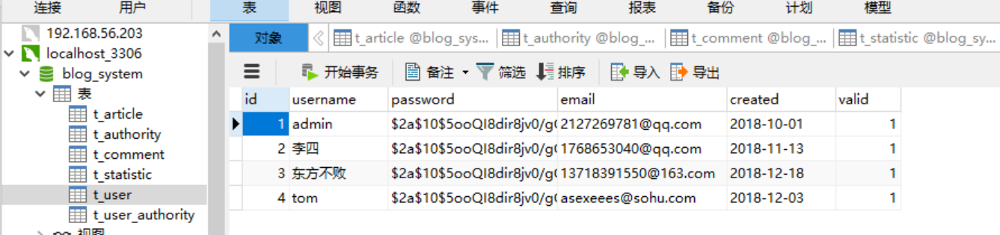 连接 用户 表 视图 函数 事件 查询 报表 备份 计划 模型
192.168.56.203
localhost_3306
blog_system
表
t_article
t_authority
t_comment
t_statistic
t_user
t_user_authority
视图
对象 t_article @blog_sys... t_authority @blog_... t_comment @blog_... t_statistic @blog_sy...
开始事务 备注 筛选 排序 导入 导出
id username password email created valid
1 admin $2a$10$5ooQI8dir8jv0/gC 2127269781@qq.com 2018-10-01 1
2 李四 $2a$10$5ooQI8dir8jv0/gC 1768653040@qq.com 2018-11-13 1
3 东方不败 $2a$10$5ooQI8dir8jv0/gC 13718391550@163.com 2018-12-18 1
4 tom $2a$10$5ooQI8dir8jv0/gC asexeees@sohu.com 2018-12-03 1